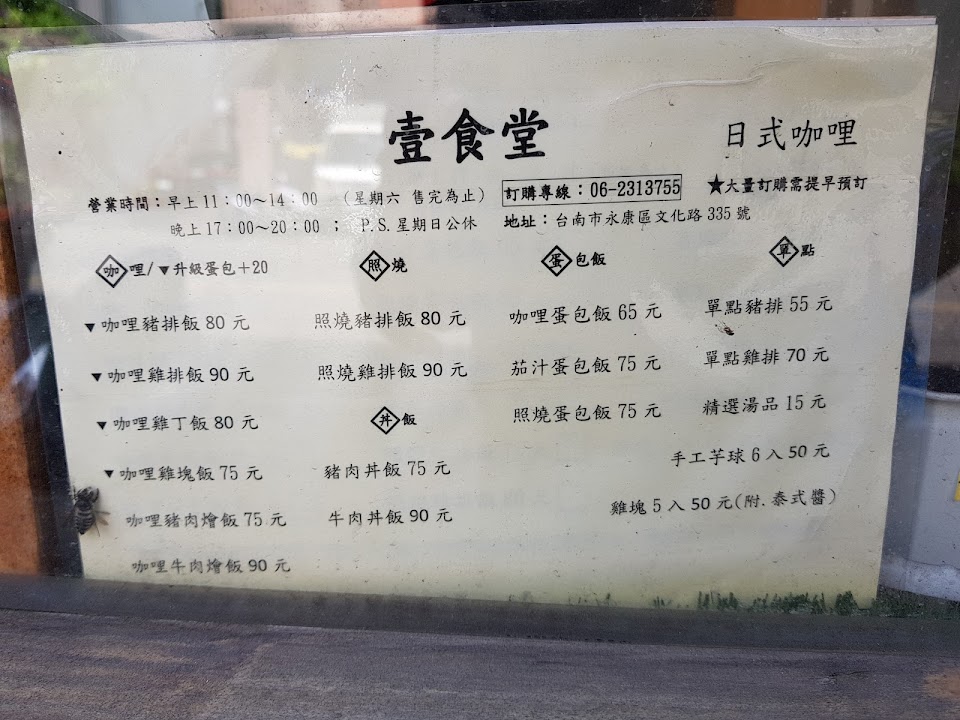 壹食堂
日式咖哩
營業時間：早上11：00～14：00 （星期六 售完為止）
晚上17：00～20：00 ； P.S.星期日公休
訂購專線：06-2313755
★大量訂購需提早預訂
地址：台南市永康區文化路335號
咖哩/▼升級蛋包＋20
▼咖哩豬排飯80元
▼咖哩雞排飯90元
▼咖哩雞丁飯80元
▼咖哩雞塊飯75元
咖哩豬肉燴飯75元
咖哩牛肉燴飯90元
照燒
照燒豬排飯80元
照燒雞排飯90元
丼飯
豬肉丼飯75元
牛肉丼飯90元
蛋包飯
咖哩蛋包飯65元
茄汁蛋包飯75元
照燒蛋包飯75元
單點
單點豬排55元
單點雞排70元
精選湯品15元
手工芋球6入50元
雞塊5入50元(附.泰式醬)